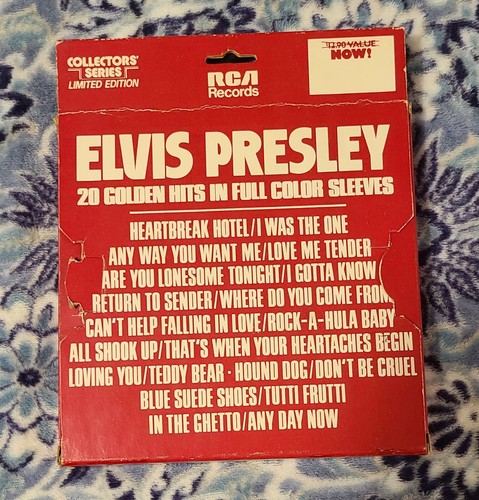 COLLECTORS'
SERIES
LIMITED EDITION
RCA
Records
NOW!
ELVIS PRESLEY
20 GOLDEN HITS IN FULL COLOR SLEEVES
HEARTBREAK HOTEL/I WAS THE ONE
ANY WAY YOU WANT ME/LOVE ME TENDER
ARE YOU LONESOME TONIGHT/I GOTTA KNOW
RETURN TO SENDER/WHERE DO YOU COME FROM
CAN'T HELP FALLING IN LOVE/ROCK-A-HULA BABY
ALL SHOOK UP/THAT'S WHEN YOUR HEARTACHES BEGIN
LOVING YOU/TEDDY BEAR · HOUND DOG/DON'T BE CRUEL
BLUE SUEDE SHOES/TUTTI FRUTTI
IN THE GHETTO/ANY DAY NOW